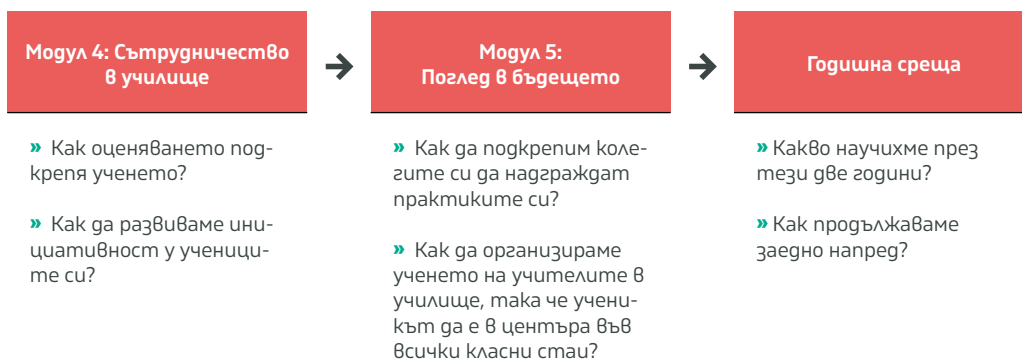 Модул 4: Сътрудничество
в училище
» Как оценяването под-
крепя ученето?
» Как да развиваме ини-
циативност у ученици-
те си?
Модул 5:
Поглед в бъдещето
» Как да подкрепим коле-
гите си да надграждат
практиките си?
» Как да организираме
ученето на учителите в
училище, така че учени-
кът да е в центъра във
всички класни стаи?
Годишна среща
» Какво научихме през
тези две години?
» Как продължаваме
заедно напред?